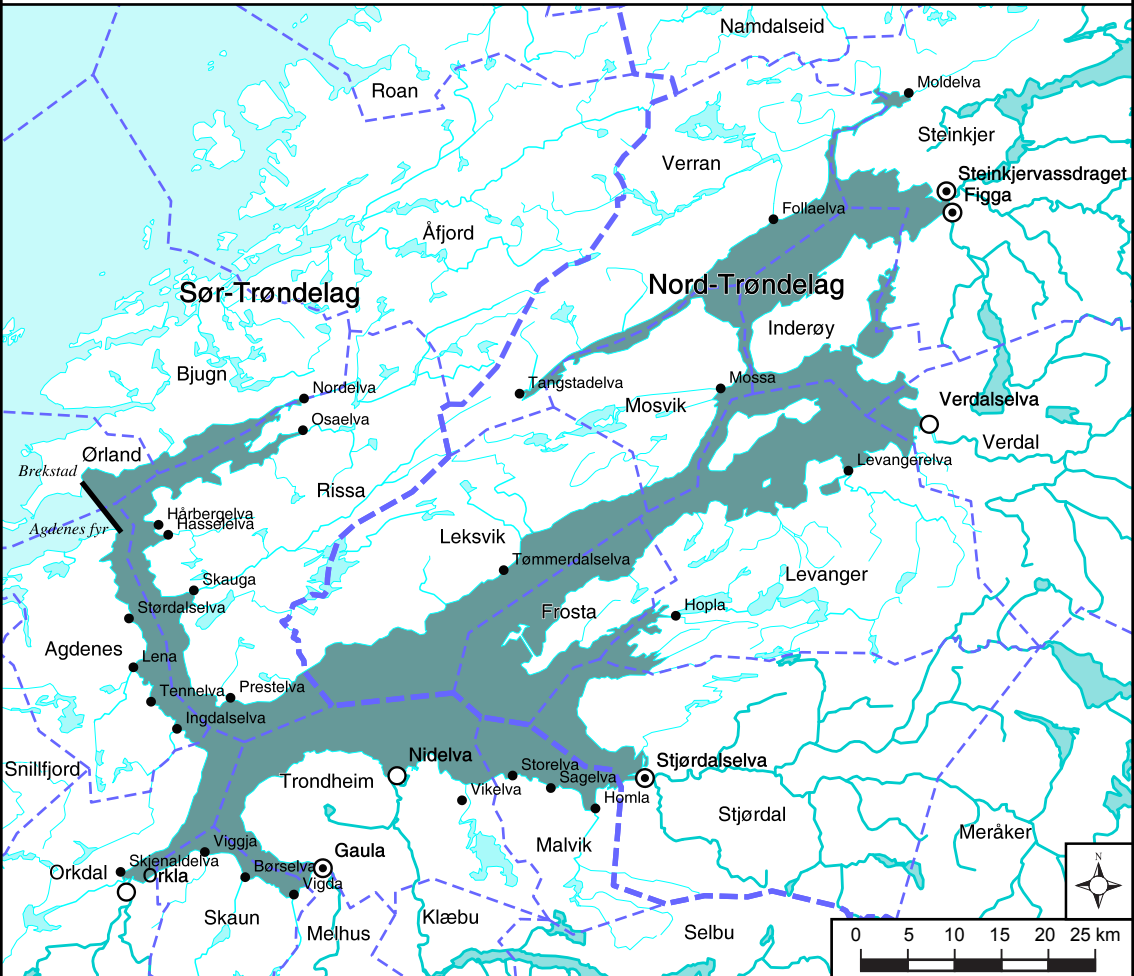 Namdalseid
Roan
Moldelva
Steinkjer
Verran
Steinkjervassdraget
Figga
Follaelva
Åfjord
Nord-Trøndelag
Sør-Trøndelag
Inderøy
Bjugn
Nordelva
Tangstadelva
Mossa
Mosvik
Verdalselva
Osaelva
Verdal
Ørland
Levangerelva
Brekstad
Rissa
Hårbergelva
Hasselelva
Agdenes fyr
Leksvik
Tømmerdalselva
Levanger
Skauga
Størdalselva
Frosta
Hopla
Agdenes
Lena
Tennelva
Prestelva
Ingdalselva
Nidelva
Stjørdalselva
Snillfjord
Trondheim
Storelva
Sagelva
Vikelva
Homla
Stjørdal
Meråker
Malvik
Viggja
Gaula
Skjenaldelva
Børselva
Orkdal
Orkla
Vigda
Skaun
Klæbu
Melhus
Selbu
N
0 5 10 15 20 25 km